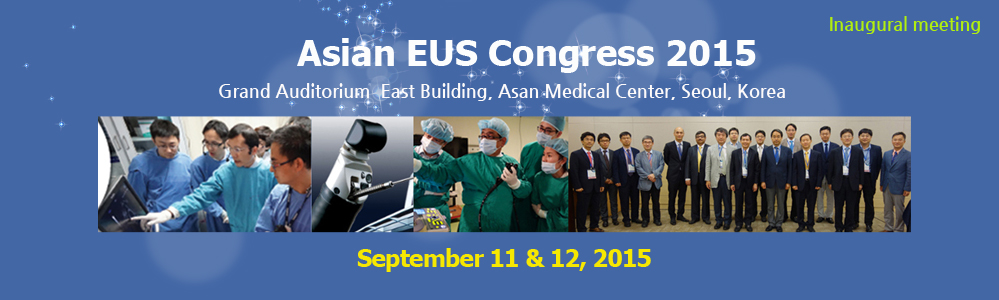 Inaugural meeting
Asian EUS Congress 2015
Grand Auditorium East Building, Asan Medical Center, Seoul, Korea
September 11 & 12, 2015